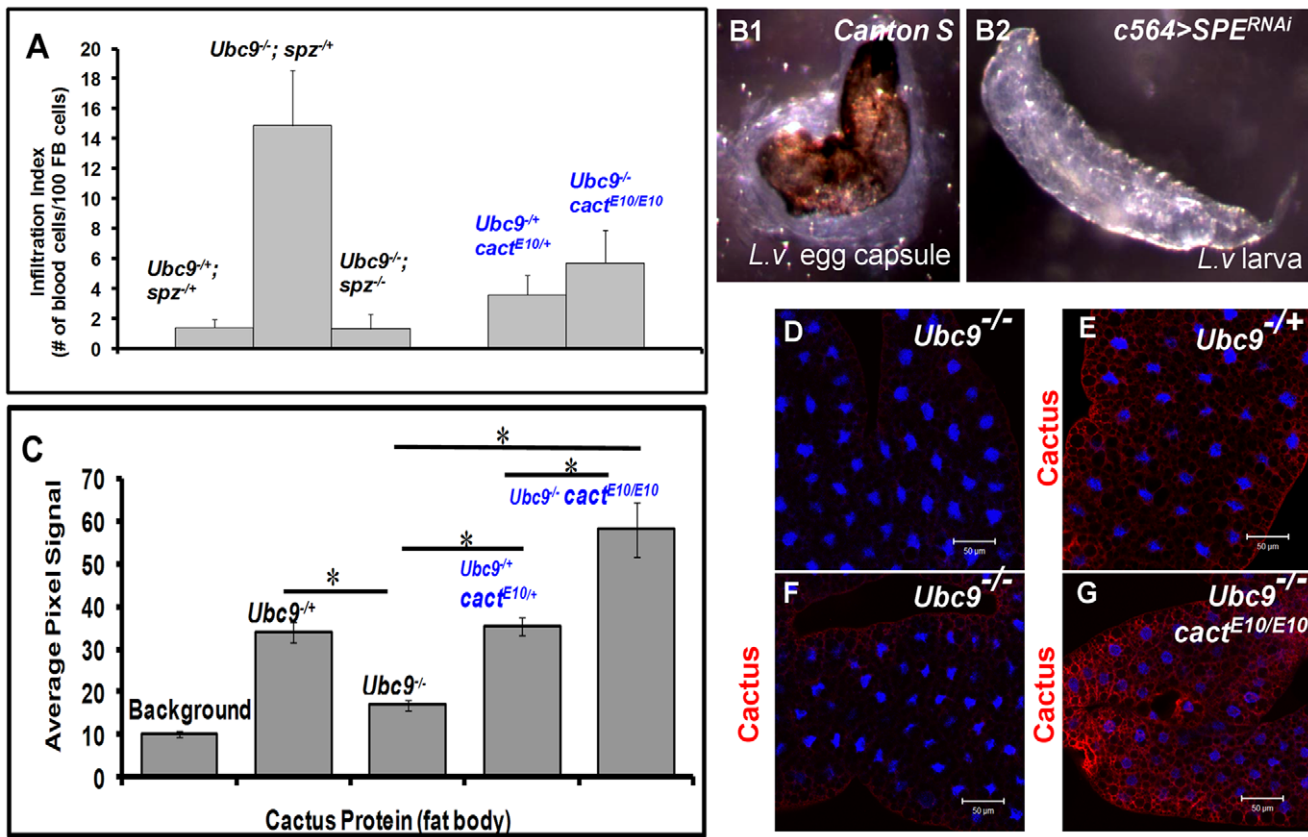 A
20
18
16
14
12
10
8
6
4
2
0
Infiltration Index
(# of blood cells/100 FB cells)
Ubc9-/-; spz-/+
Ubc9-/+;
spz-/+
Ubc9-/-;
spz-/-
Ubc9-/+
cactE10/+
Ubc9-/-
cactE10/E10
B1
Canton S
L.v. egg capsule
B2
c564>SPERNAi
L.v larva
C
70
60
50
40
30
20
10
0
Average Pixel Signal
Background
Ubc9-/+
*
Ubc9-/-
*
Ubc9-/+
cactE10/+
*
*
Ubc9-/- cactE10/E10
Cactus Protein (fat body)
D
Ubc9-/-
50 µm
E
Ubc9-/+
Cactus
50 µm
F
Ubc9-/-
Cactus
50 µm
G
Ubc9-/-
cactE10/E10
Cactus
50 µm